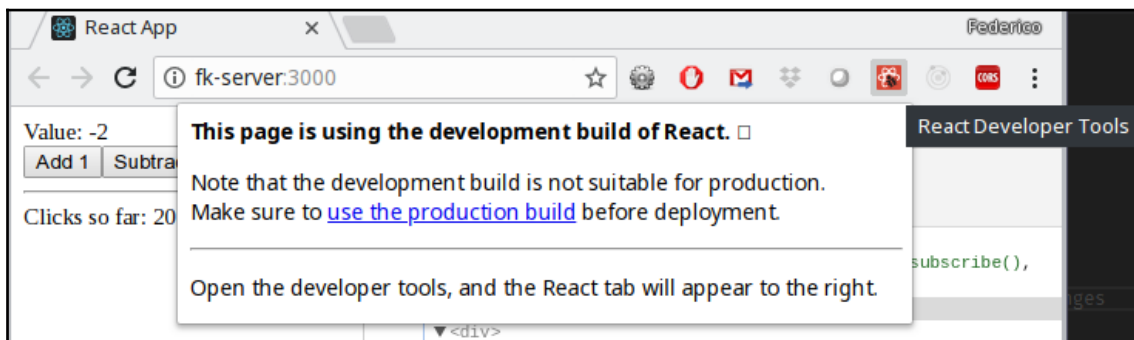 React App
Federico
fk-server:3000
CORS
Value: -2
This page is using the development build of React.
React Developer Tools
Add 1
Note that the development build is not suitable for production.
Make sure to use the production build before deployment.
Clicks so far: 20
subscribe(),
Open the developer tools, and the React tab will appear to the right.
▼<div>